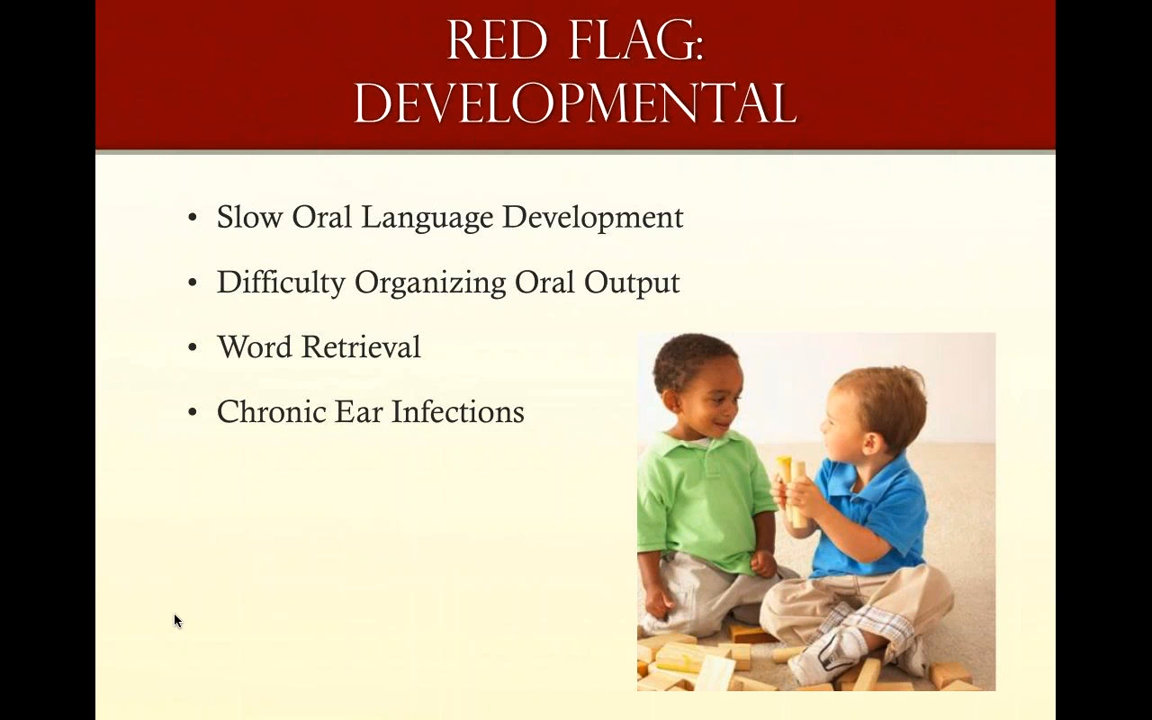 RED FLAG:
DEVELOPMENTAL
• Slow Oral Language Development
• Difficulty Organizing Oral Output
• Word Retrieval
• Chronic Ear Infections